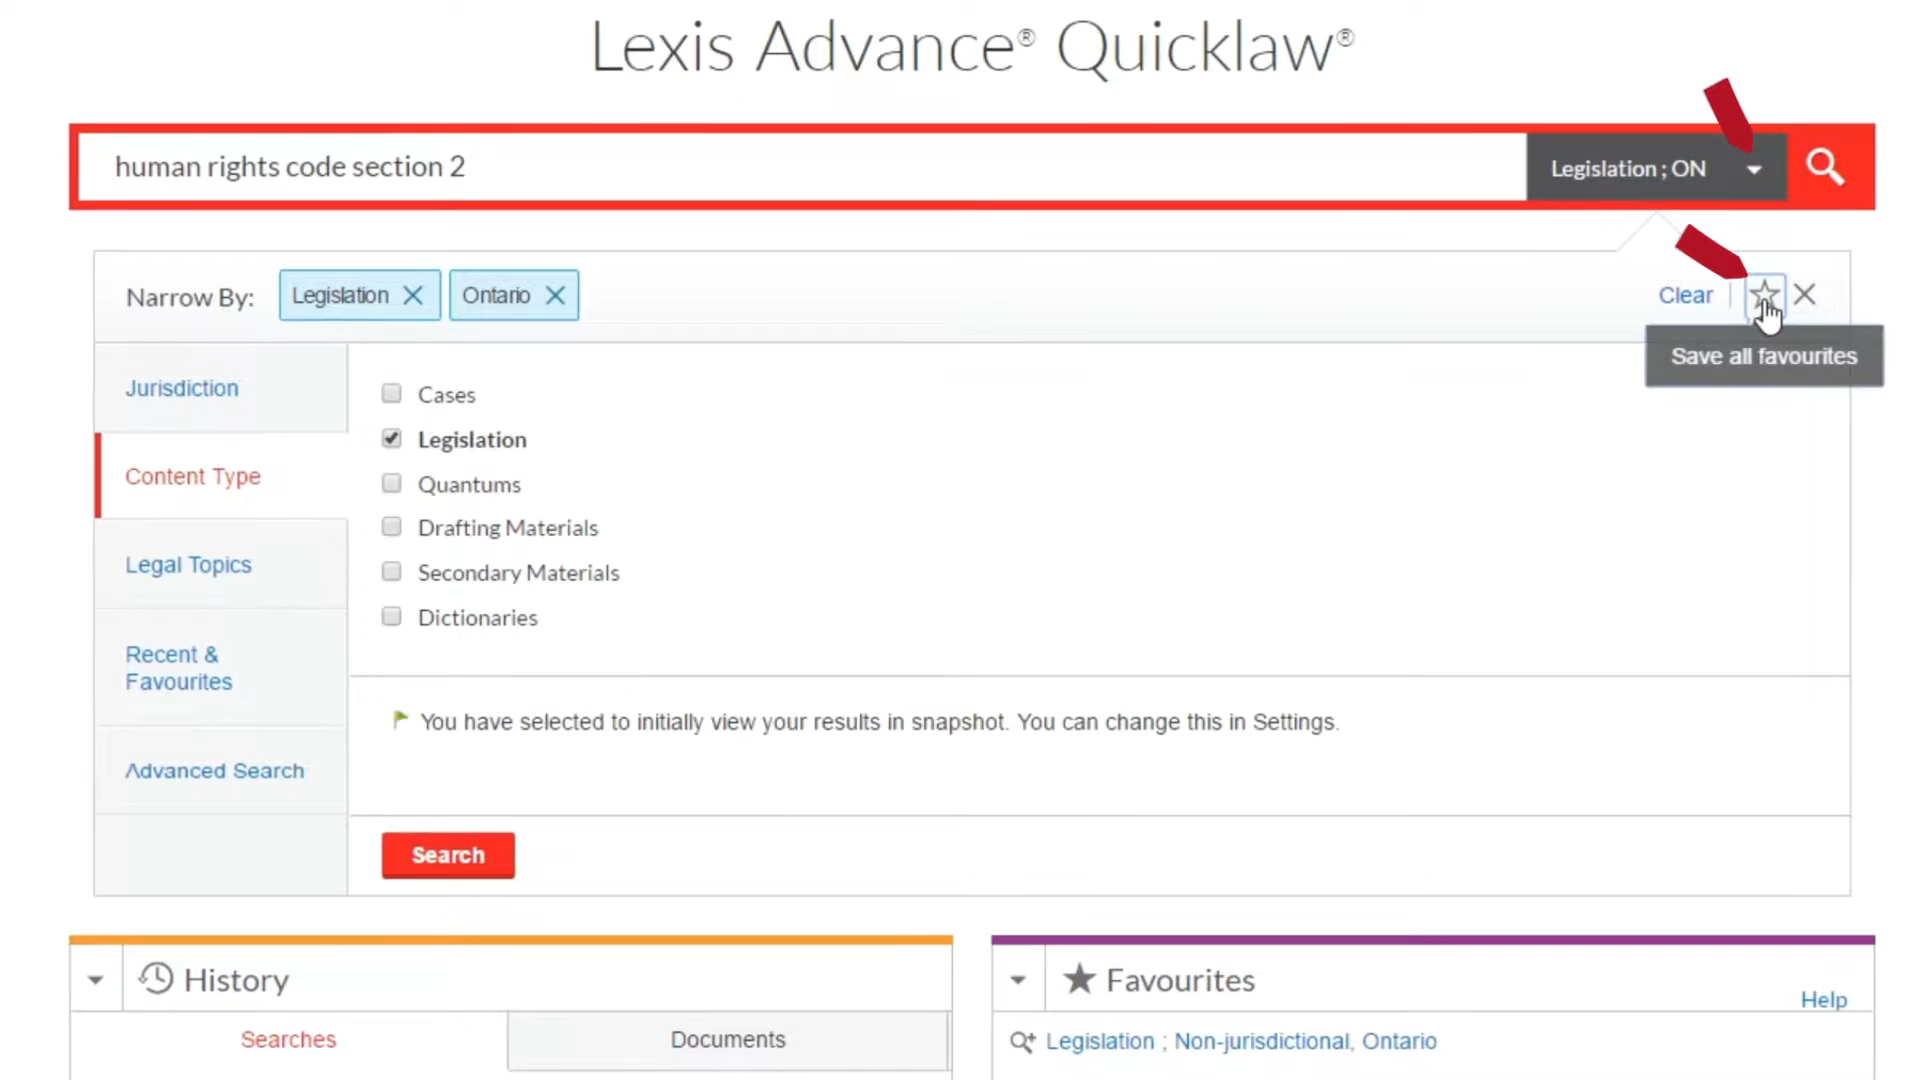 Lexis Advance® Quicklaw®
human rights code section 2
Legislation ; ON
Narrow By:
Legislation
Ontario
Clear
Save all favourites
Jurisdiction
Content Type
Legal Topics
Recent &
Favourites
Advanced Search
Cases
Legislation
Quantums
Drafting Materials
Secondary Materials
Dictionaries
You have selected to initially view your results in snapshot. You can change this in Settings.
Search
History
Searches
Documents
Favourites
Help
Legislation ; Non-jurisdictional, Ontario